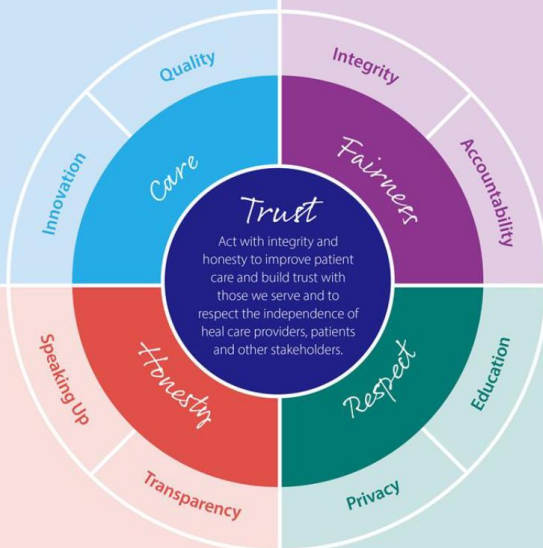 Quality
Integrity
Innovation
Care
Fairness
Accountability
Trust
Act with integrity and
honesty to improve patient
care and build trust with
those we serve and to
respect the independence of
heal care providers, patients
and other stakeholders.
Speaking Up
Honesty
Respect
Education
Transparency
Privacy